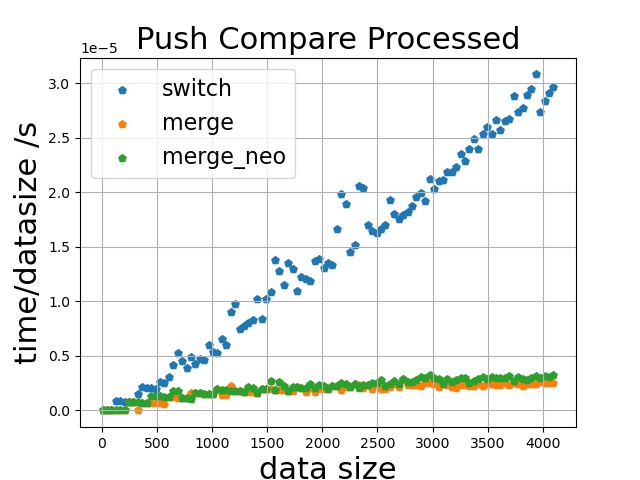 Push Compare Processed
1e−5
switch
merge
merge_neo
3.0
2.5
2.0
1.5
1.0
0.5
0.0
time/datasize /s
0 500 1000 1500 2000 2500 3000 3500 4000
data size